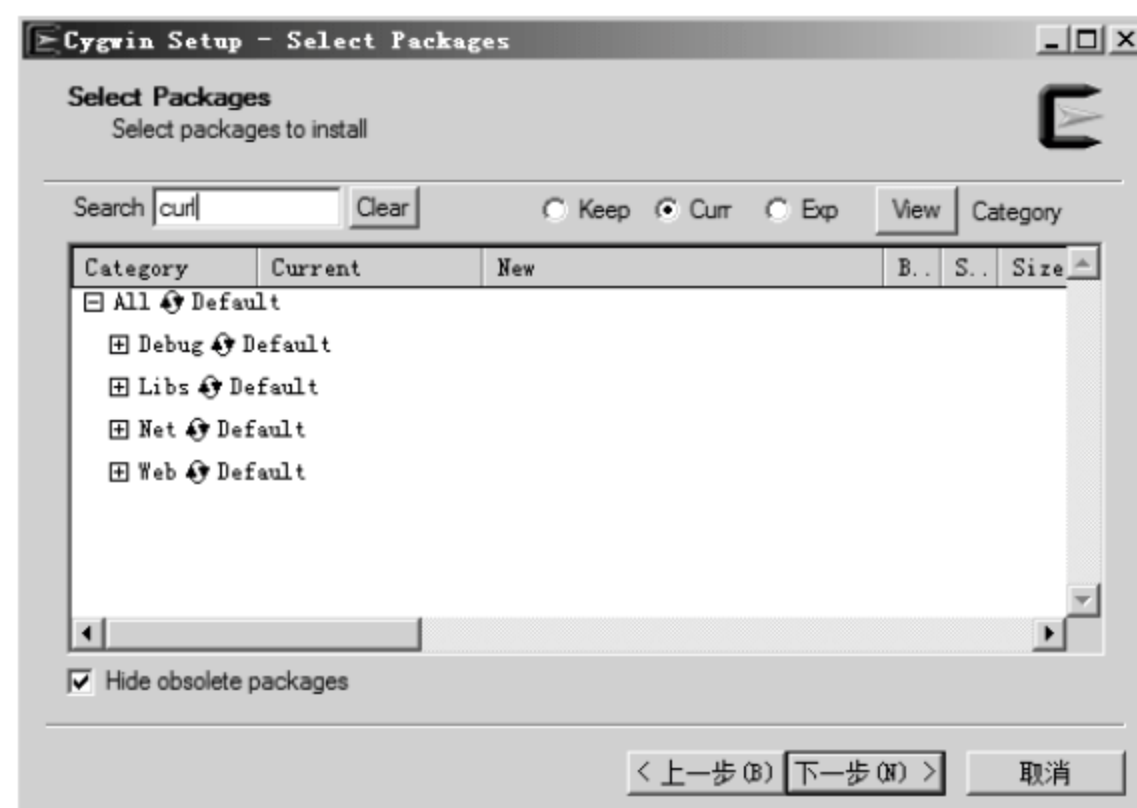 Cygwin Setup - Select Packages
Select Packages
Select packages to install
Search curl Clear Keep Curr Exp View Category
Category Current New B.. S.. Size
All Default
Debug Default
Libs Default
Net Default
Web Default
Hide obsolete packages
< 上一步(B) 下一步(N) > 取消